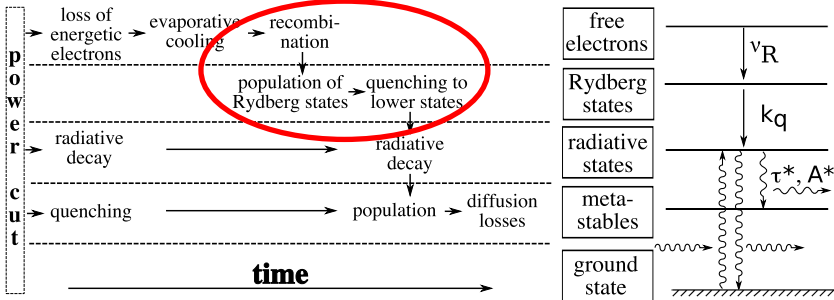 power cut
loss of
energetic
electrons
evaporative
cooling
recombi-
nation
population of
Rydberg states
quenching to
lower states
radiative
decay
radiative
decay
quenching
population
diffusion
losses
time
free
electrons
Rydberg
states
radiative
states
meta-
stables
ground
state
νR
kq
τ*, A*